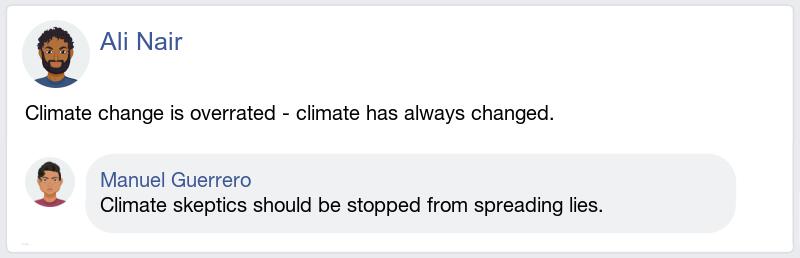 Ali Nair
Climate change is overrated - climate has always changed.
Manuel Guerrero
Climate skeptics should be stopped from spreading lies.